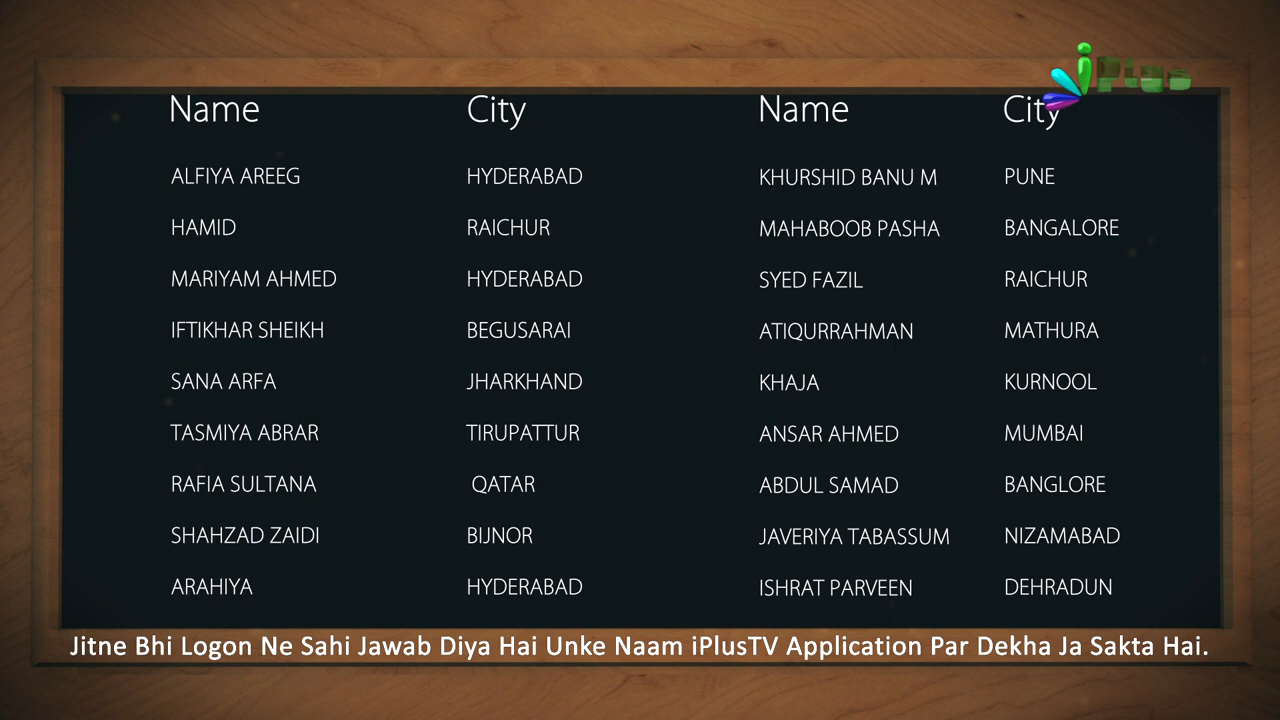 iPlus
Name City Name City
ALFIYA AREEG HYDERABAD KHURSHID BANU M PUNE
HAMID RAICHUR MAHABOOB PASHA BANGALORE
MARIYAM AHMED HYDERABAD SYED FAZIL RAICHUR
IFTIKHAR SHEIKH BEGUSARAI ATIQURRAHMAN MATHURA
SANA ARFA JHARKHAND KHAJA KURNOOL
TASMIYA ABRAR TIRUPATTUR ANSAR AHMED MUMBAI
RAFIA SULTANA QATAR ABDUL SAMAD BANGLORE
SHAHZAD ZAIDI BIJNOR JAVERIYA TABASSUM NIZAMABAD
ARAHIYA HYDERABAD ISHRAT PARVEEN DEHRADUN
Jitne Bhi Logon Ne Sahi Jawab Diya Hai Unke Naam iPlusTV Application Par Dekha Ja Sakta Hai.